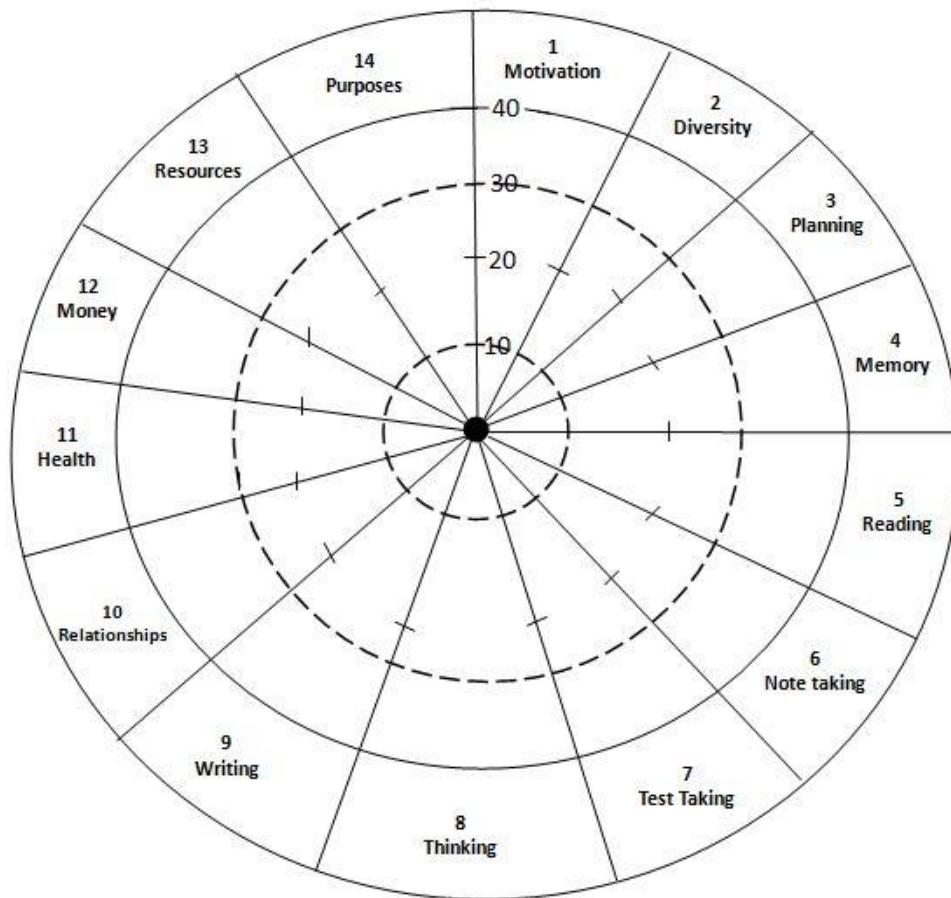 1
Motivation
2
Diversity
3
Planning
4
Memory
5
Reading
6
Note taking
7
Test Taking
8
Thinking
9
Writing
10
Relationships
11
Health
12
Money
13
Resources
14
Purposes
40
30
20
10